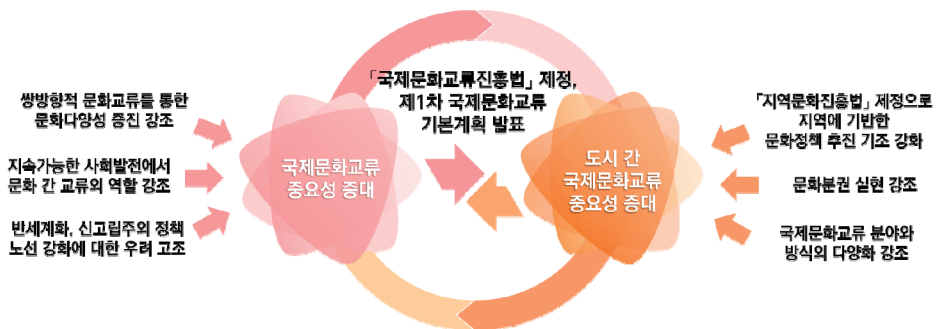 「국제문화교류진흥법」 제정,
제1차 국제문화교류
기본계획 발표
쌍방향적 문화교류를 통한
문화다양성 증진 강조
지속가능한 사회발전에서
문화 간 교류의 역할 강조
반세계화, 신고립주의 정책
노선 강화에 대한 우려 고조
국제문화교류
중요성 증대
도시 간
국제문화교류
중요성 증대
「지역문화진흥법」 제정으로
지역에 기반한
문화정책 추진 기조 강화
문화분권 실현 강조
국제문화교류 분야와
방식의 다양화 강조